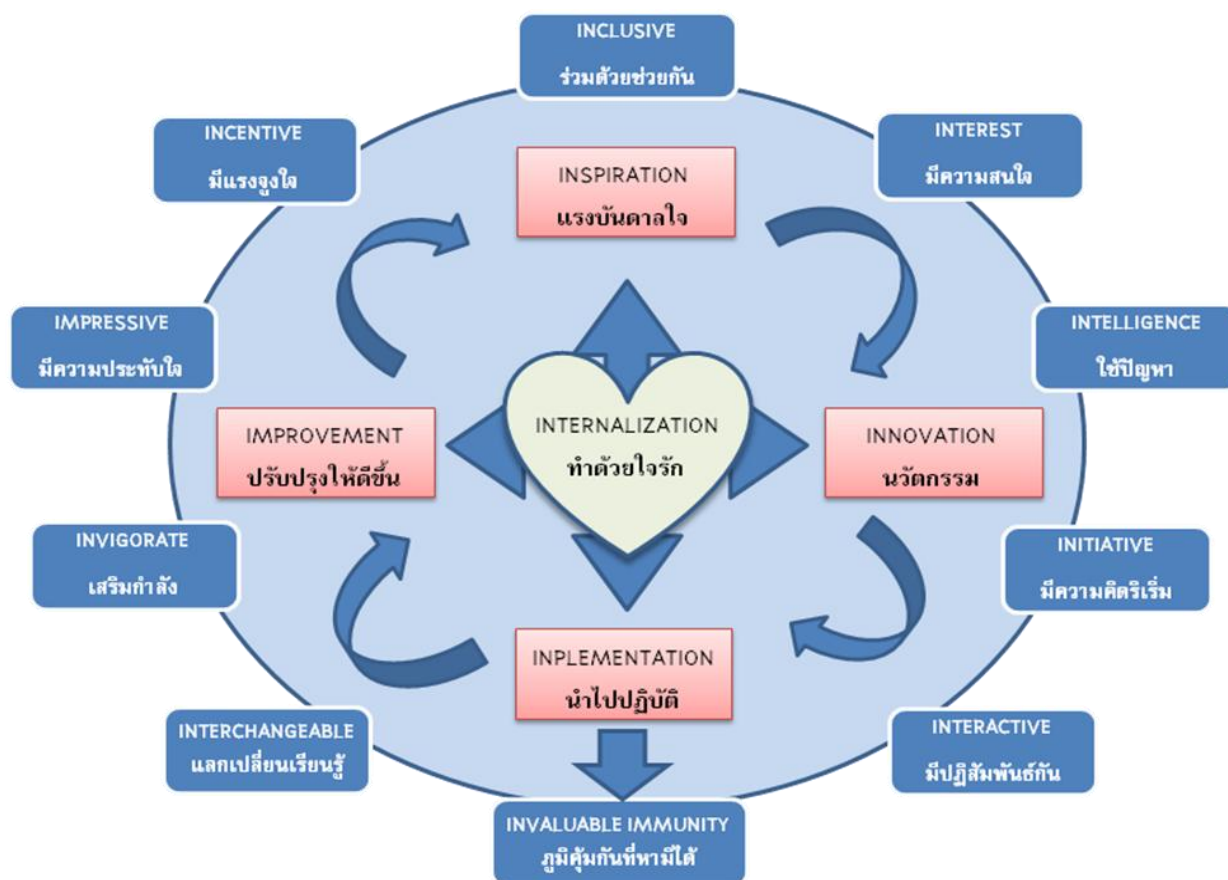 INCLUSIVE
ร่วมด้วยช่วยกัน
INCENTIVE
มีแรงจูงใจ
INTEREST
มีความสนใจ
INSPIRATION
แรงบันดาลใจ
IMPRESSIVE
มีความประทับใจ
INTELLIGENCE
ใช้ปัญหา
IMPROVEMENT
ปรับปรุงให้ดีขึ้น
INTERNALIZATION
ทำด้วยใจรัก
INNOVATION
นวัตกรรม
INVIGORATE
เสริมกำลัง
INITIATIVE
มีความคิดริเริ่ม
INPLEMENTATION
นำไปปฏิบัติ
INTERCHANGEABLE
แลกเปลี่ยนเรียนรู้
INTERACTIVE
มีปฏิสัมพันธ์กัน
INVALUABLE IMMUNITY
ภูมิคุ้มกันที่หามิได้